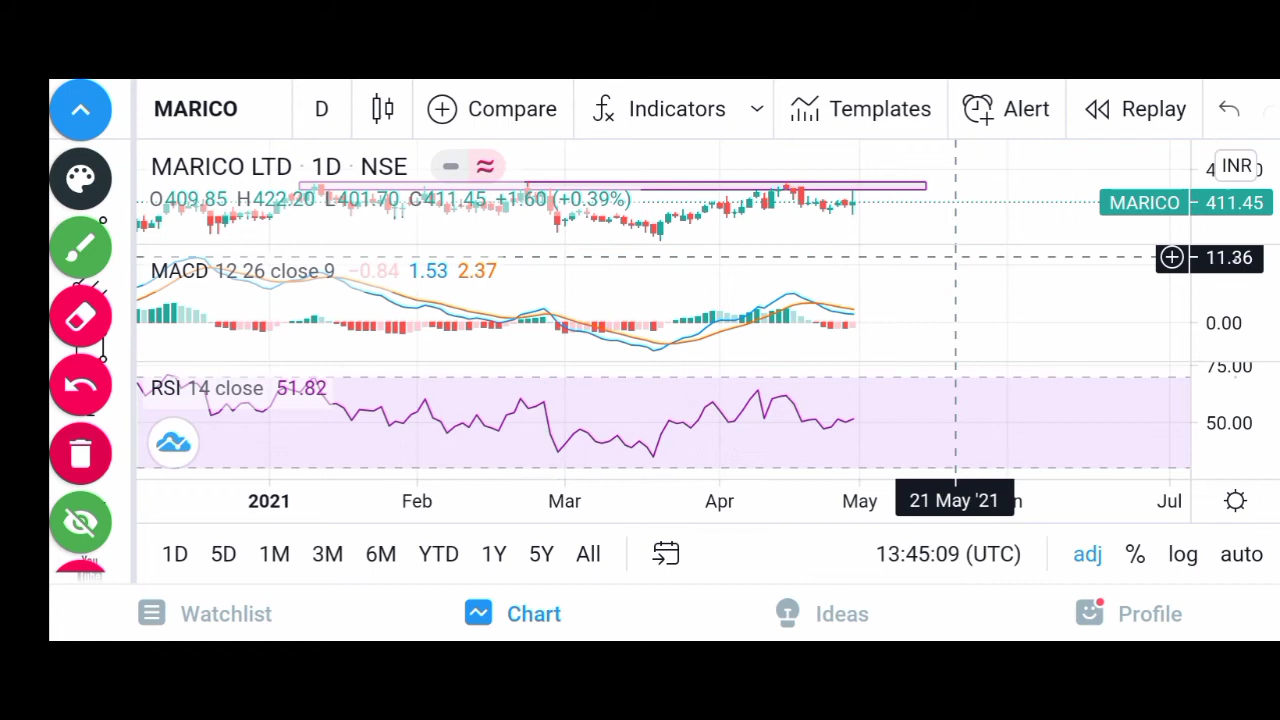 MARICO D Compare Indicators Templates Alert Replay
MARICO LTD · 1D · NSE
INR
O409.85 H422.20 L401.70 C411.45 +1.60 (+0.39%)
MARICO 411.45
11.36
MACD 12 26 close 9 −0.84 1.53 2.37
0.00
75.00
RSI 14 close 51.82
50.00
2021 Feb Mar Apr May 21 May '21 Jul
1D 5D 1M 3M 6M YTD 1Y 5Y All 13:45:09 (UTC) adj % log auto
Watchlist Chart Ideas Profile